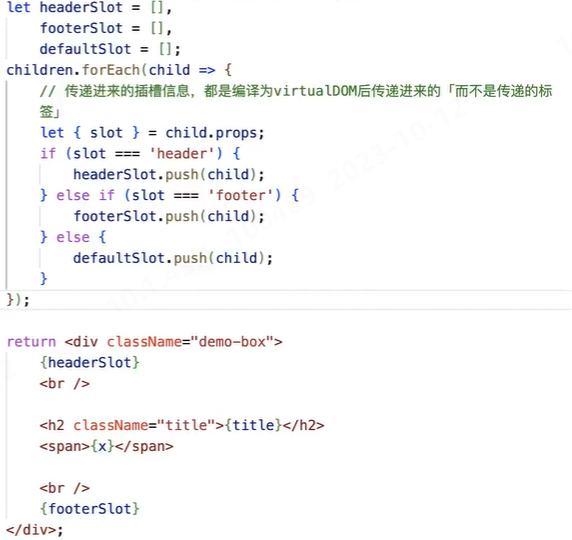 let headerSlot = [],
    footerSlot = [],
    defaultSlot = [];
children.forEach(child => {
    // 传递进来的插槽信息，都是编译为virtualDOM后传递进来的「而不是传递的标
    签」
    let { slot } = child.props;
    if (slot === 'header') {
        headerSlot.push(child);
    } else if (slot === 'footer') {
        footerSlot.push(child);
    } else {
        defaultSlot.push(child);
    }
});
return <div className="demo-box">
    {headerSlot}
    <br />
    <h2 className="title">{title}</h2>
    <span>{x}</span>
    <br />
    {footerSlot}
</div>;